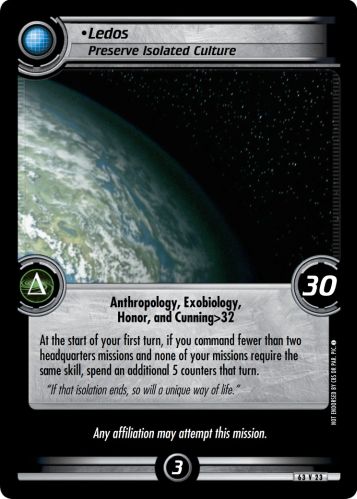 •Ledos
Preserve Isolated Culture
30
Anthropology, Exobiology,
Honor, and Cunning>32
At the start of your first turn, if you command fewer than two
headquarters missions and none of your missions require the
same skill, spend an additional 5 counters that turn.
"If that isolation ends, so will a unique way of life."
Any affiliation may attempt this mission.
3
63 V 23
NOT ENDORSED BY CBS OR PAR. PIC.